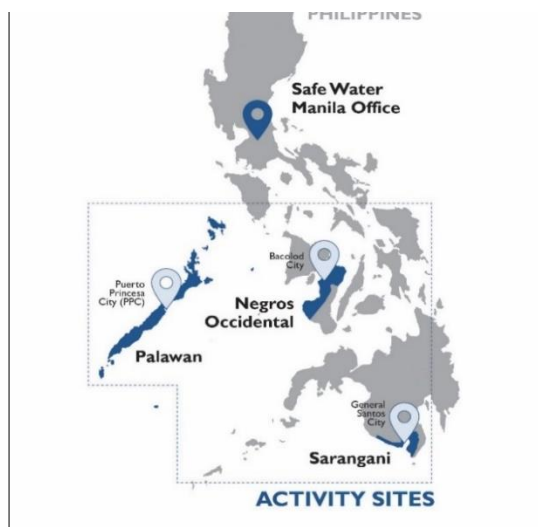 PHILIPPINES
Safe Water
Manila Office
Bacolod
City
Puerto
Princesa
City (PPC)
Negros
Occidental
Palawan
General
Santos
City
Sarangani
ACTIVITY SITES